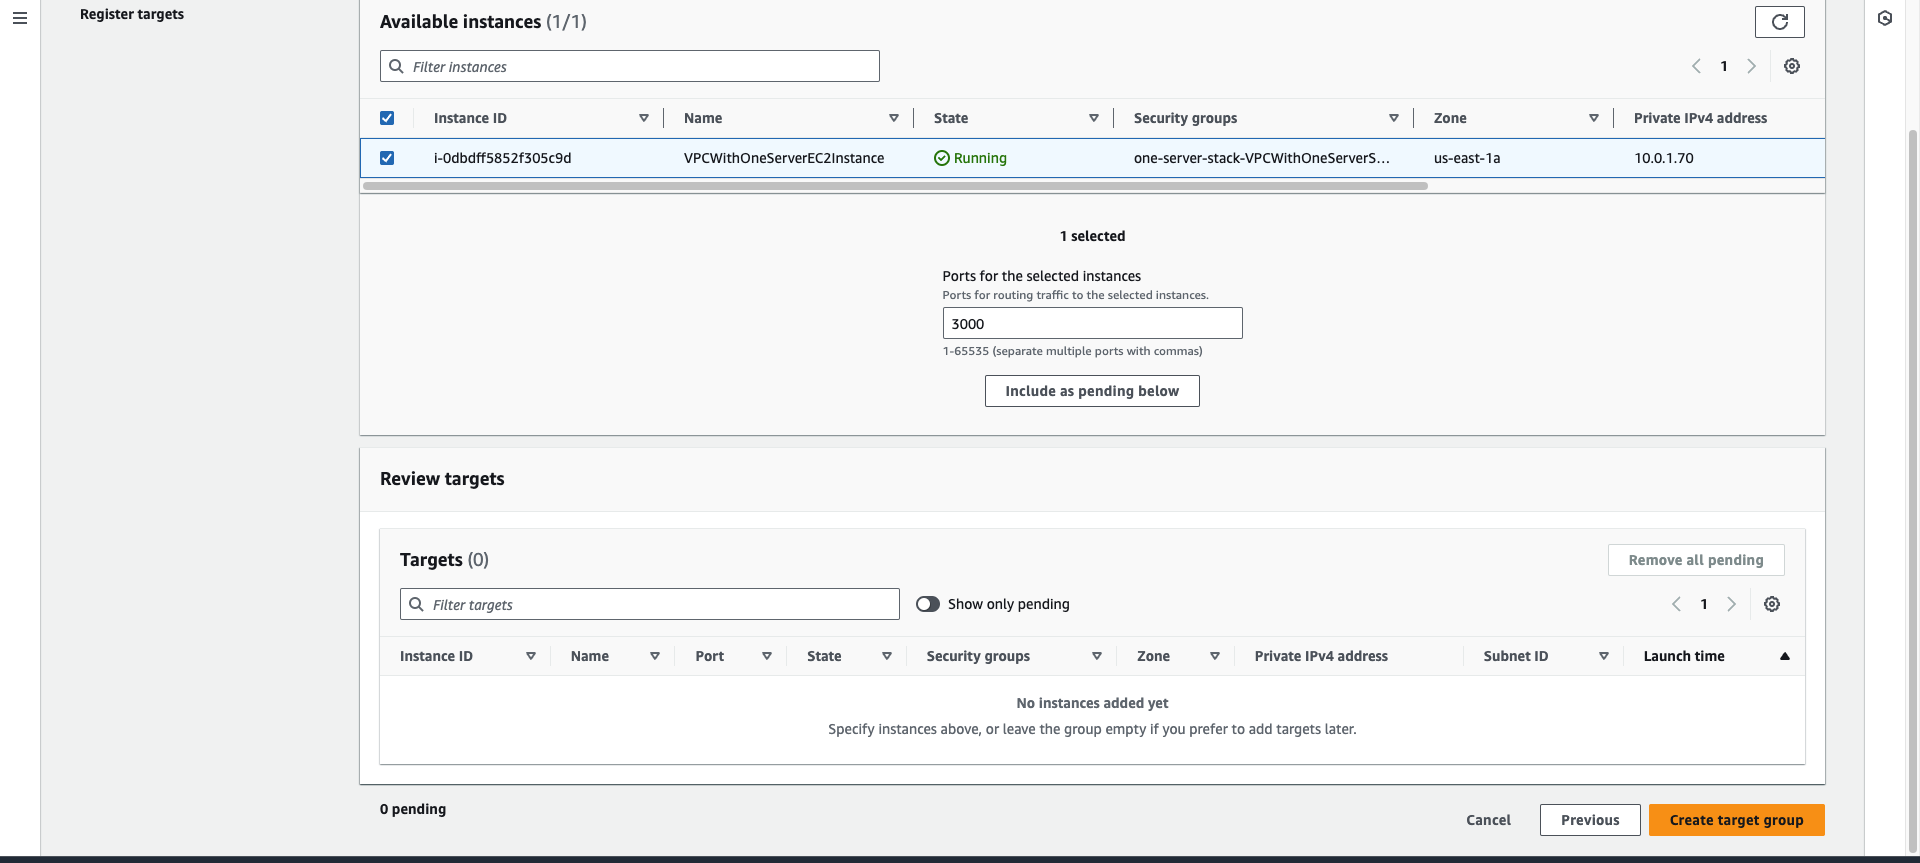 Register targets
Available instances (1/1)
Filter instances
1
Instance ID Name State Security groups Zone Private IPv4 address
i-0dbdff5852f305c9d VPCWithOneServerEC2Instance Running one-server-stack-VPCWithOneServerS... us-east-1a 10.0.1.70
1 selected
Ports for the selected instances
Ports for routing traffic to the selected instances.
3000
1-65535 (separate multiple ports with commas)
Include as pending below
Review targets
Targets (0)
Remove all pending
Filter targets Show only pending 1
Instance ID Name Port State Security groups Zone Private IPv4 address Subnet ID Launch time
No instances added yet
Specify instances above, or leave the group empty if you prefer to add targets later.
0 pending
Cancel Previous Create target group